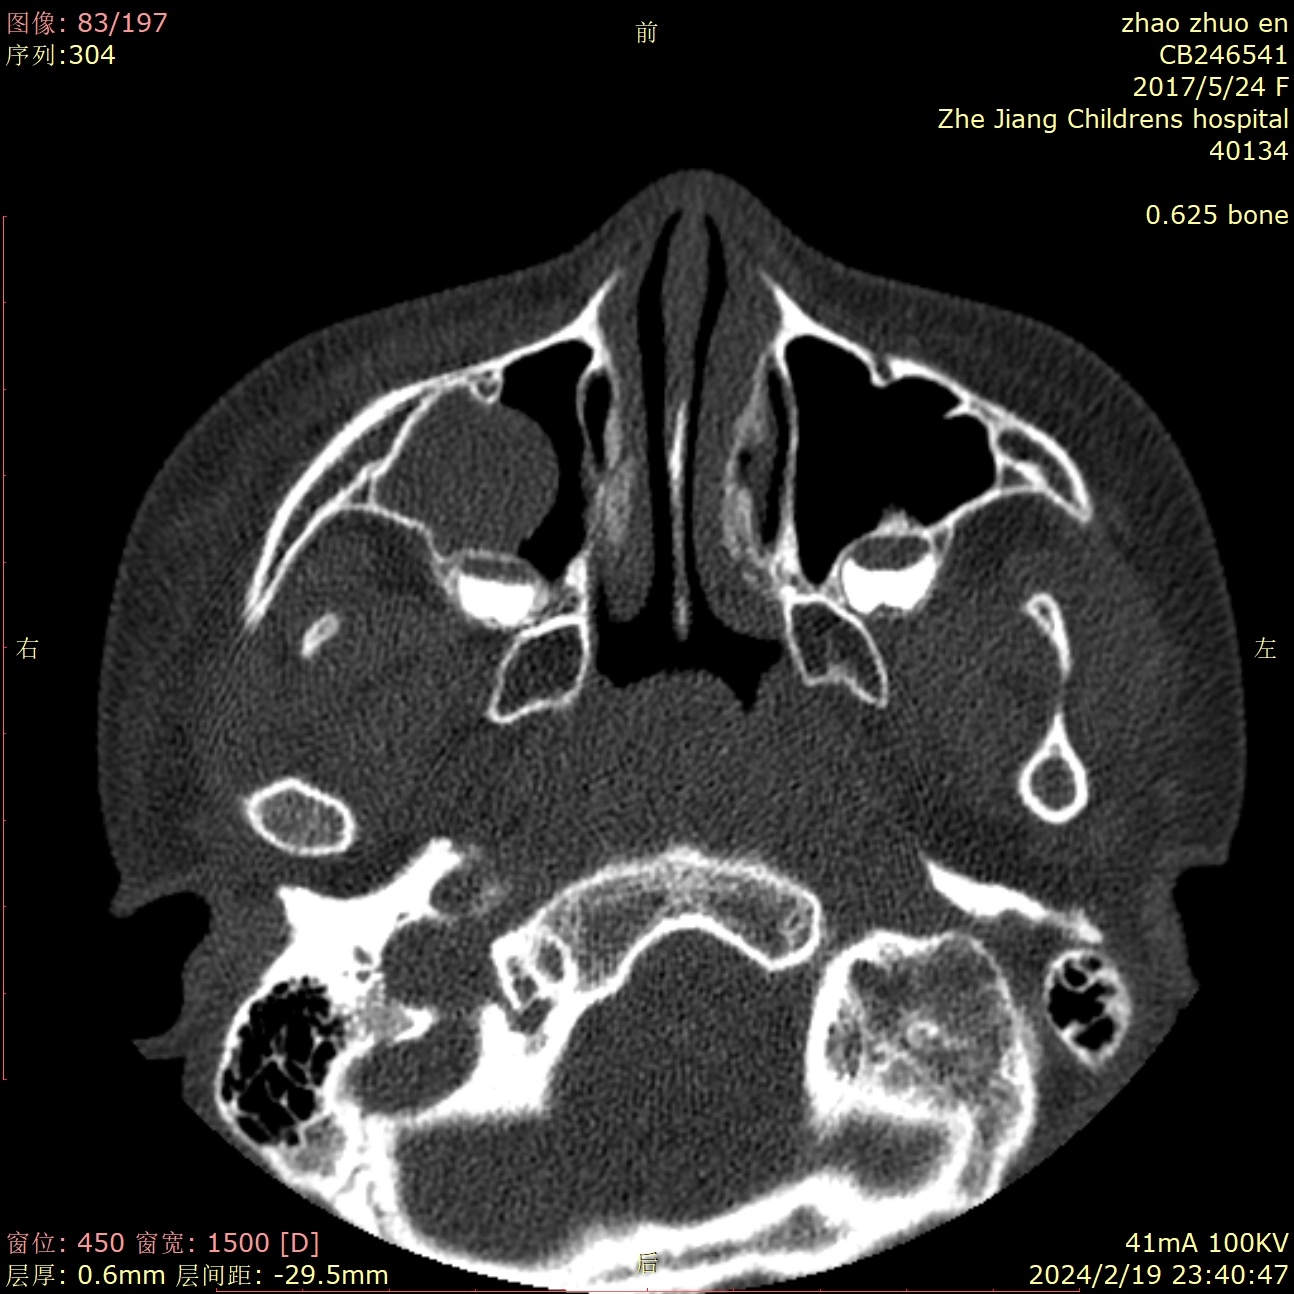 图像: 83/197
序列:304
前
zhao zhuo en
CB246541
2017/5/24 F
Zhe Jiang Childrens hospital
40134
0.625 bone
右
左
窗位: 450 窗宽: 1500 [D]
层厚: 0.6mm 层间距: -29.5mm
后
41mA 100KV
2024/2/19 23:40:47